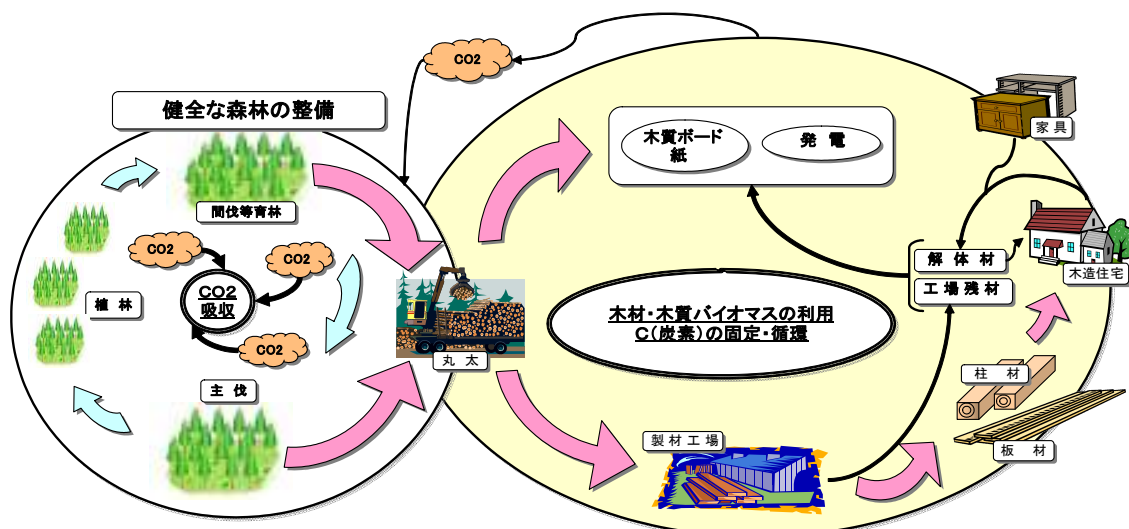 CO2
健全な森林の整備
間伐等育林
CO2
CO2
CO2
吸収
CO2
植林
主伐
丸太
木質ボード
紙
発電
家具
解体材
工場残材
木造住宅
木材・木質バイオマスの利用
C(炭素)の固定・循環
柱材
板材
製材工場